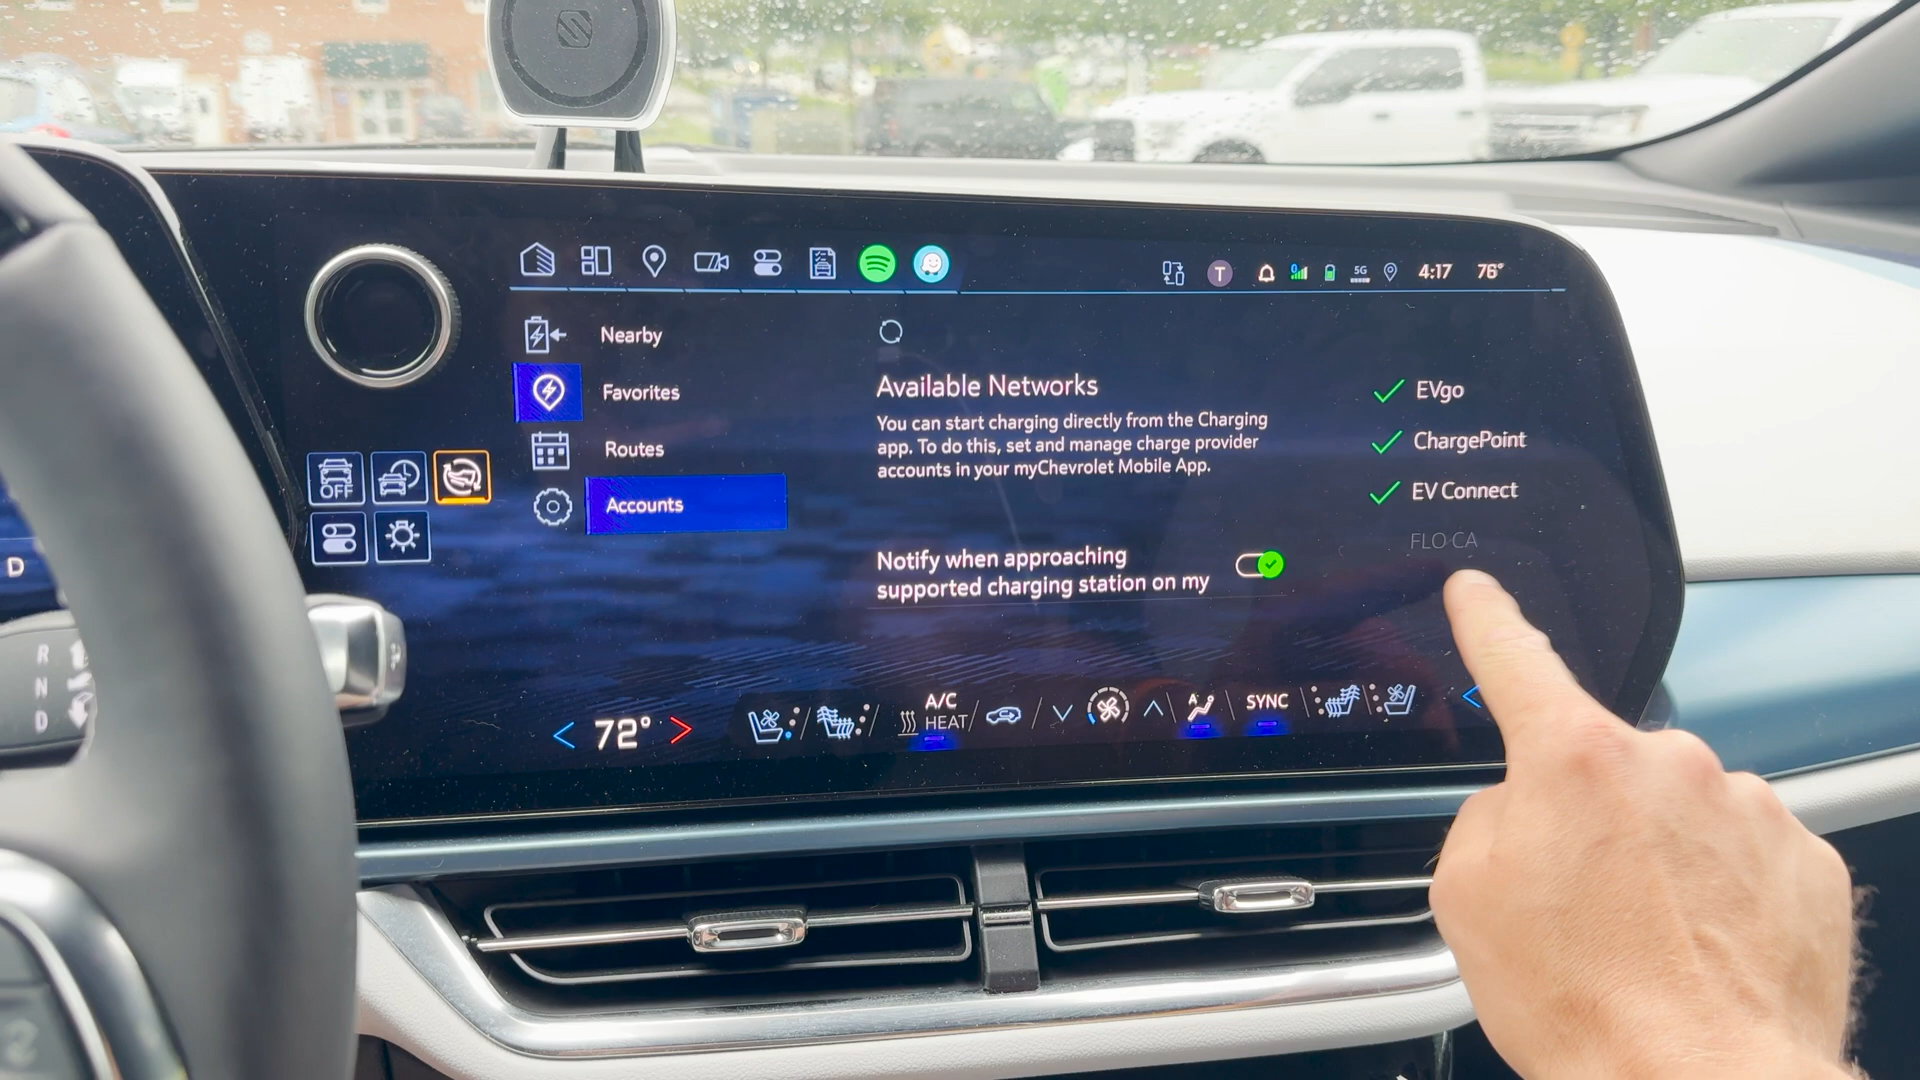 T
5G
4:17
76°
Nearby
Favorites
Routes
Accounts
OFF
Available Networks
You can start charging directly from the Charging
app. To do this, set and manage charge provider
accounts in your myChevrolet Mobile App.
Notify when approaching
supported charging station on my
EVgo
ChargePoint
EV Connect
FLO CA
D
R
N
D
72°
A/C
HEAT
A
SYNC